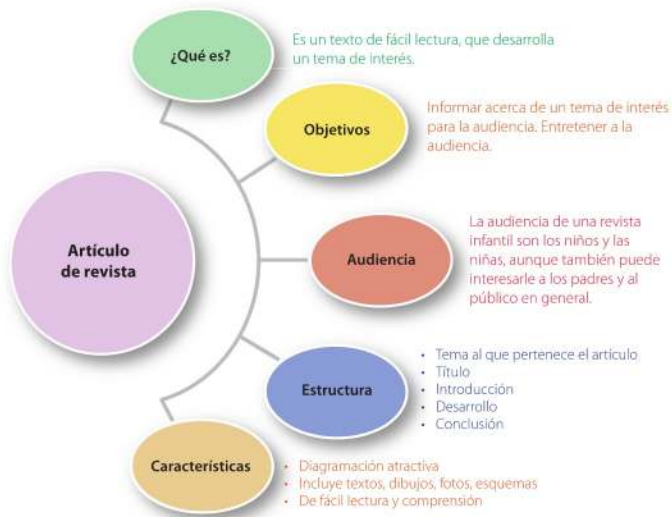 ¿Qué es?
Es un texto de fácil lectura, que desarrolla
un tema de interés.
Objetivos
Informar acerca de un tema de interés
para la audiencia. Entretener a la
audiencia.
Artículo
de revista
Audiencia
La audiencia de una revista
infantil son los niños y las
niñas, aunque también puede
interesarle a los padres y al
público en general.
Estructura
• Tema al que pertenece el artículo
• Título
• Introducción
• Desarrollo
• Conclusión
Características
• Diagramación atractiva
• Incluye textos, dibujos, fotos, esquemas
• De fácil lectura y comprensión